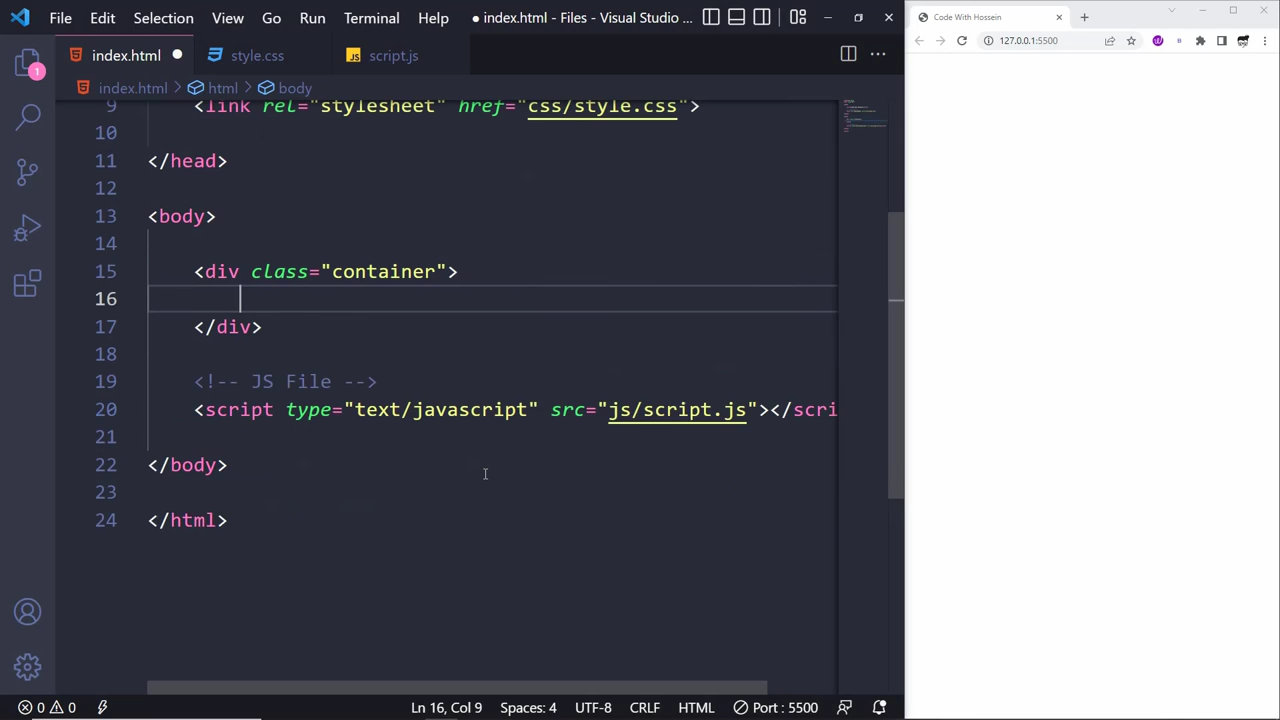 File Edit Selection View Go Run Terminal Help ● index.html - Files - Visual Studio ...
Code With Hossein
127.0.0.1:5500
index.html style.css JS script.js
index.html > html > body
9 <link rel="stylesheet" href="css/style.css">
10
11 </head>
12
13 <body>
14
15 <div class="container">
16
17 </div>
18
19 <!-- JS File -->
20 <script type="text/javascript" src="js/script.js"></scri
21
22 </body>
23
24 </html>
1
0 0 Ln 16, Col 9 Spaces: 4 UTF-8 CRLF HTML Port : 5500